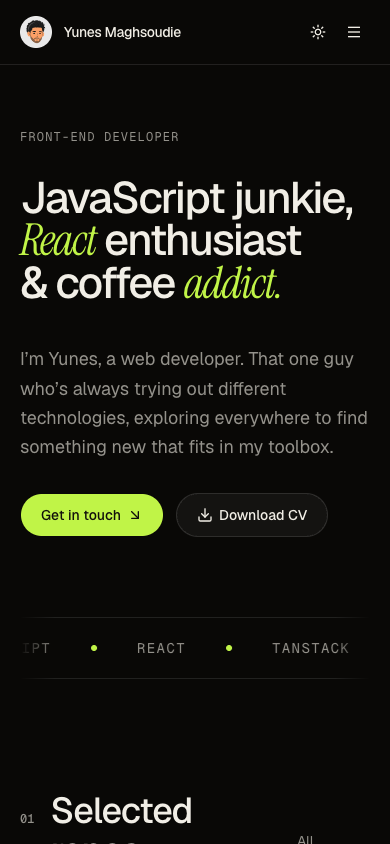 Yunes Maghsoudie
FRONT-END DEVELOPER
JavaScript junkie,
React enthusiast
& coffee addict.
I’m Yunes, a web developer. That one guy
who’s always trying out different
technologies, exploring everywhere to find
something new that fits in my toolbox.
Get in touch
Download CV
IPT • REACT • TANSTACK
01 Selected
All